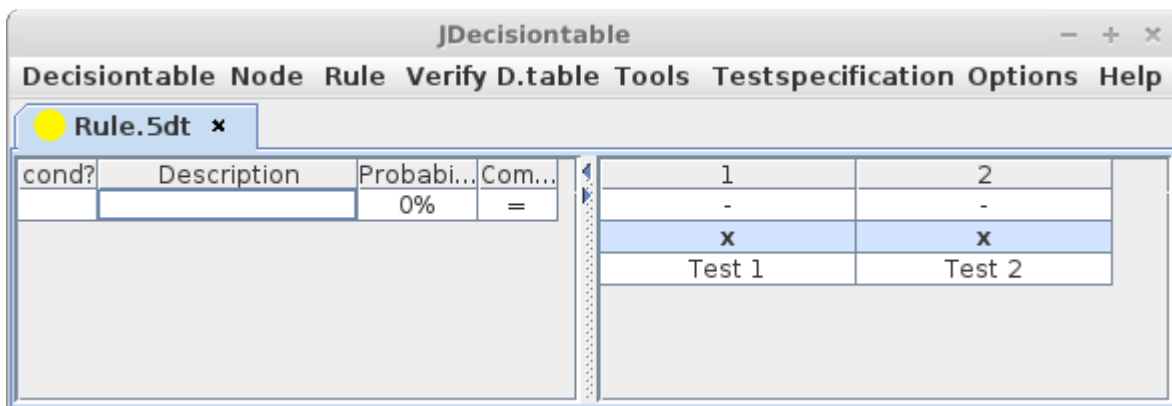 JDecisiontable
Decisiontable Node Rule Verify D.table Tools Testspecification Options Help
Rule.5dt
cond? Description Probabi... Com... 1 2
0% = - -
x x
Test 1 Test 2